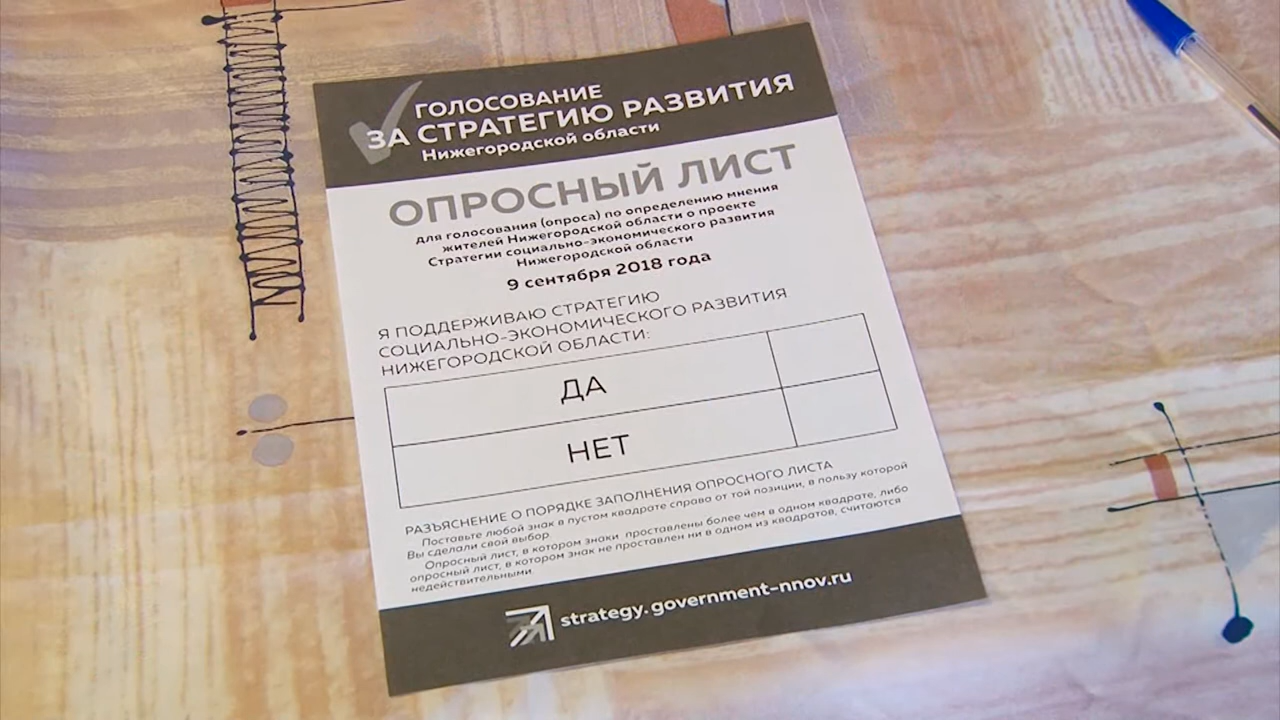 ГОЛОСОВАНИЕ
ЗА СТРАТЕГИЮ РАЗВИТИЯ
Нижегородской области
ОПРОСНЫЙ ЛИСТ
для голосования (опроса) по определению мнения
жителей Нижегородской области о проекте
Стратегии социально-экономического развития
Нижегородской области
9 сентября 2018 года
Я ПОДДЕРЖИВАЮ СТРАТЕГИЮ
СОЦИАЛЬНО-ЭКОНОМИЧЕСКОГО РАЗВИТИЯ
НИЖЕГОРОДСКОЙ ОБЛАСТИ:
ДА
НЕТ
РАЗЪЯСНЕНИЕ О ПОРЯДКЕ ЗАПОЛНЕНИЯ ОПРОСНОГО ЛИСТА
Поставьте любой знак в пустом квадрате справа от той позиции, в пользу которой
Вы сделали свой выбор
Опросный лист, в котором знаки проставлены более чем в одном квадрате, либо
опросный лист, в котором знак не проставлен ни в одном из квадратов, считаются
недействительными
strategy.government-nnov.ru